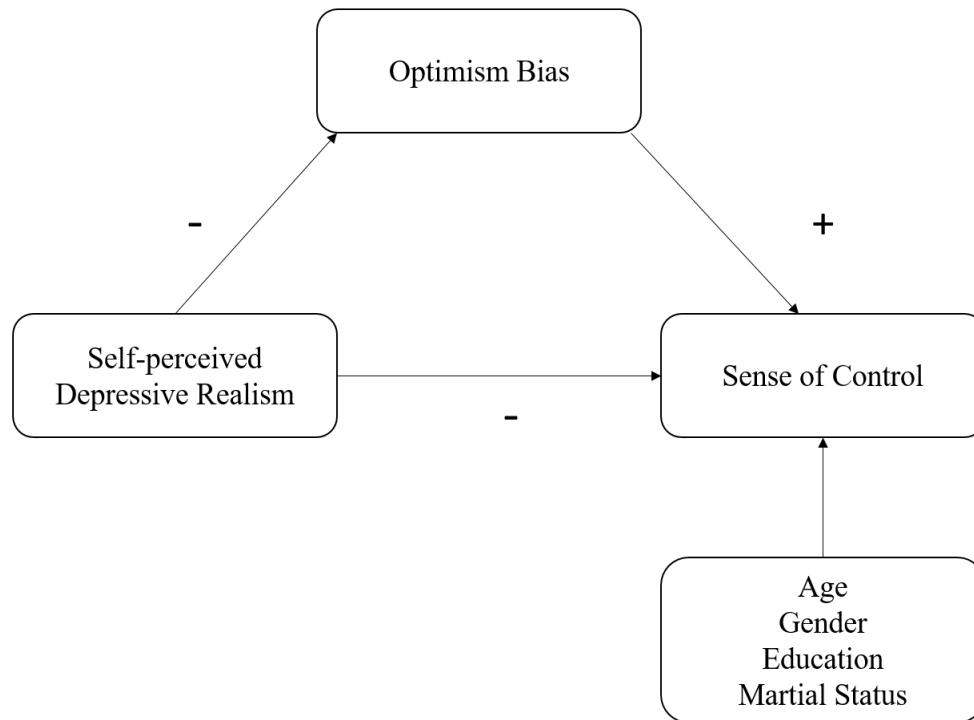 Optimism Bias
-
+
Self-perceived
Depressive Realism
Sense of Control
-
Age
Gender
Education
Martial Status